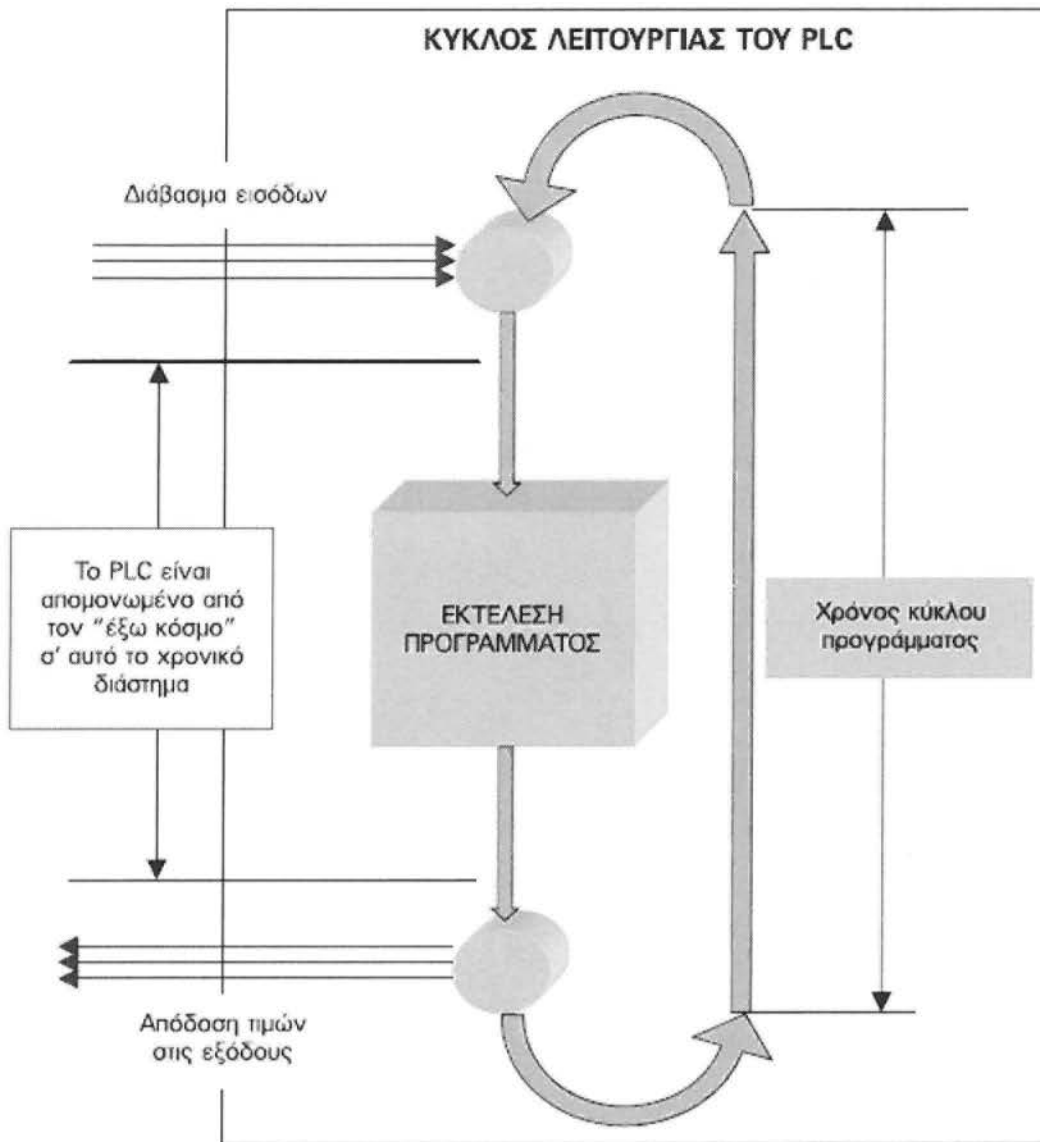 ΚΥΚΛΟΣ ΛΕΙΤΟΥΡΓΙΑΣ ΤΟΥ PLC
Διάβασμα εισόδων
Το PLC είναι
απομονωμένο από
τον "έξω κόσμο"
σ' αυτό το χρονικό
διάστημα
ΕΚΤΕΛΕΣΗ
ΠΡΟΓΡΑΜΜΑΤΟΣ
Χρόνος κύκλου
προγράμματος
Απόδοση τιμών
στις εξόδους